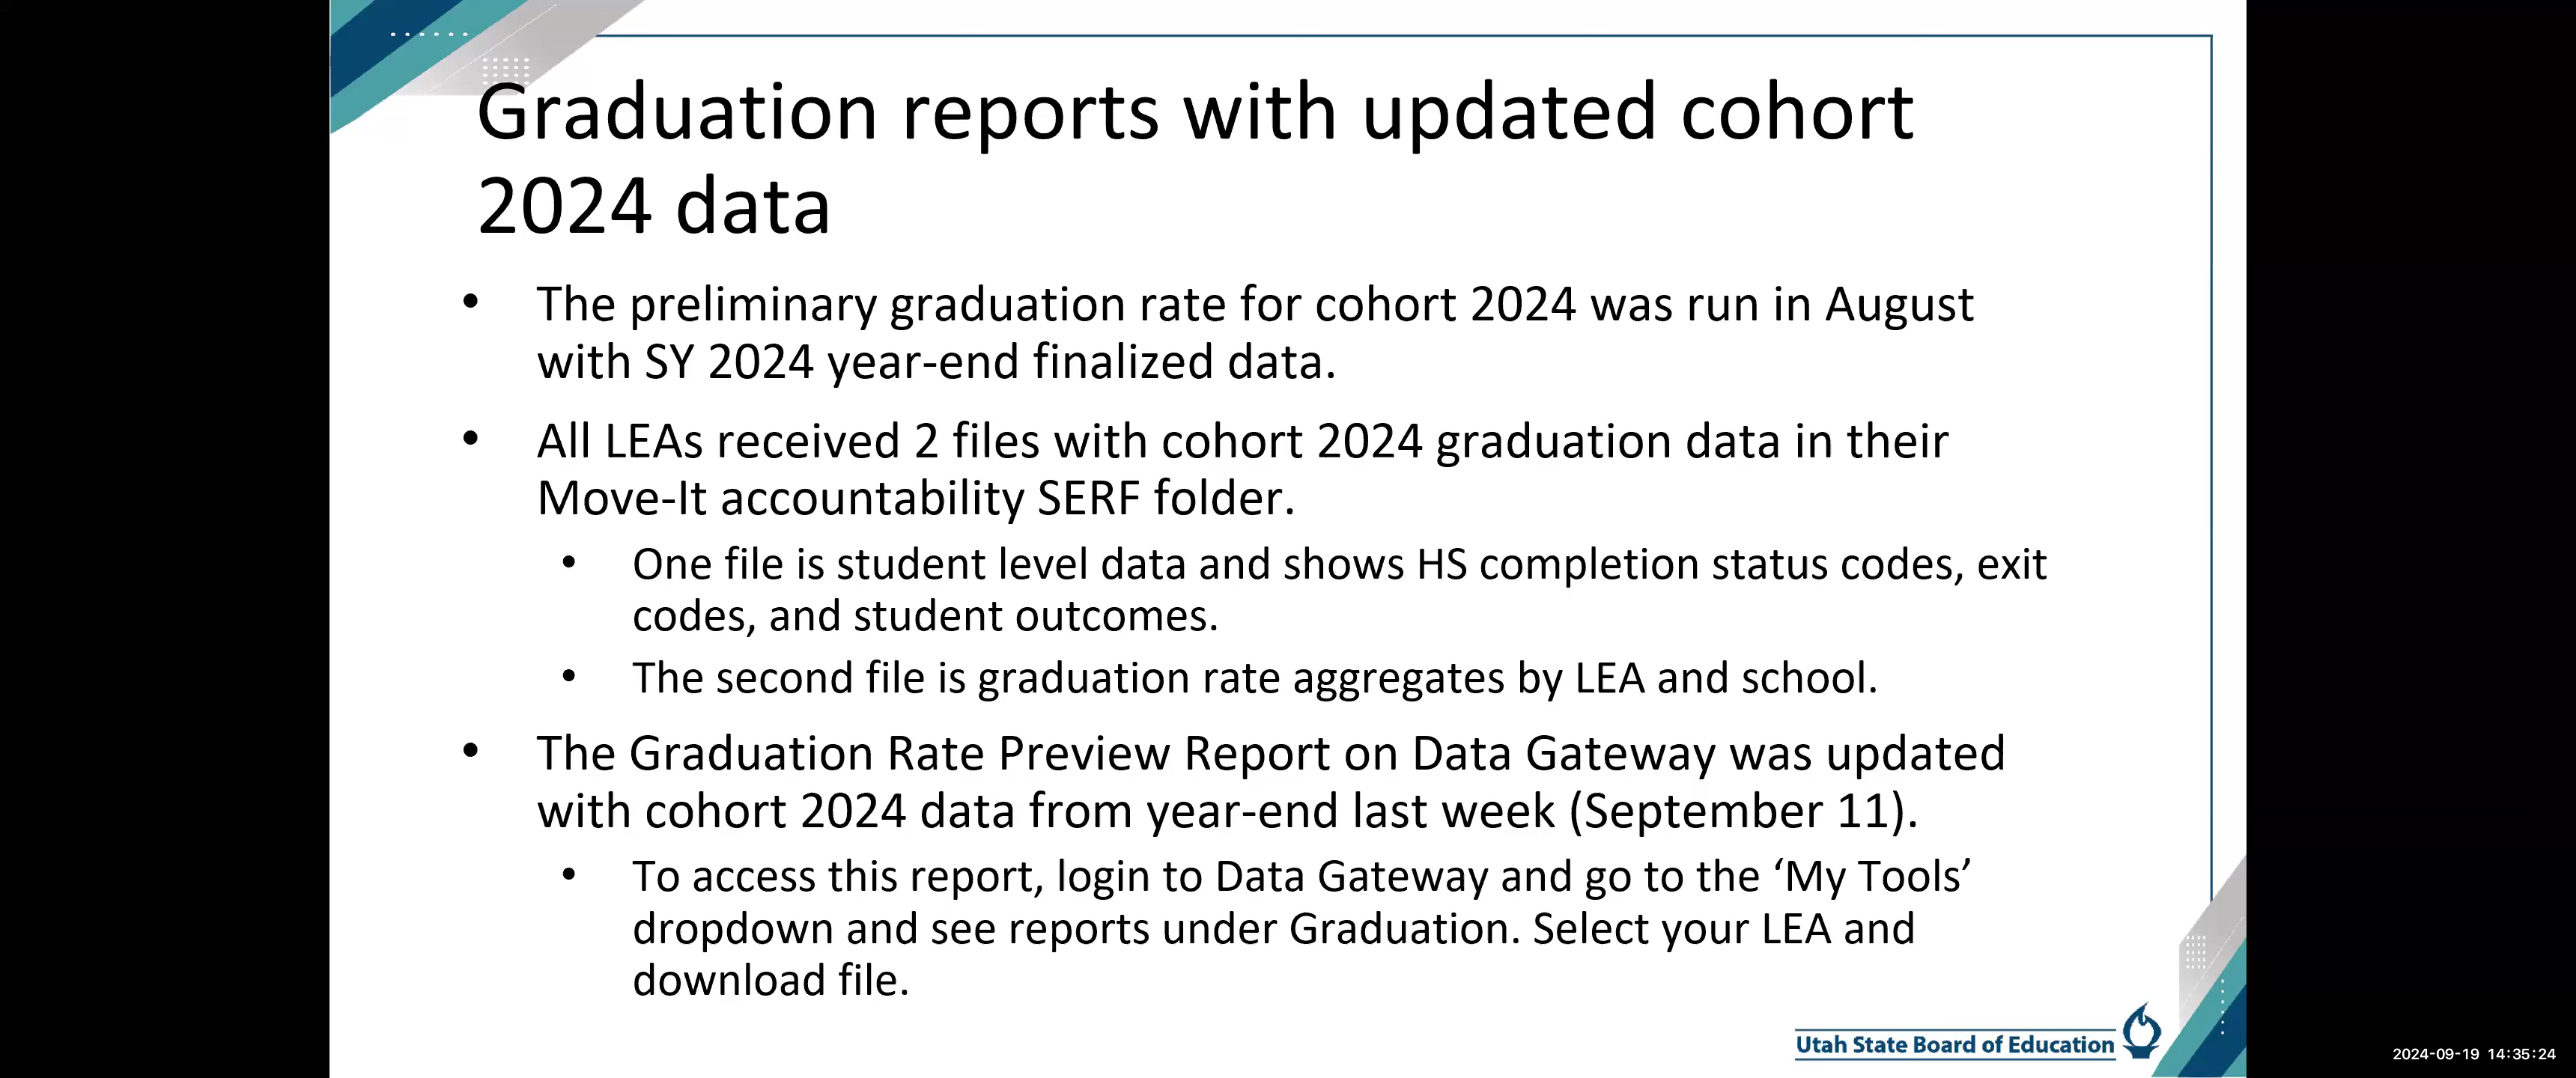 Graduation reports with updated cohort
2024 data
• The preliminary graduation rate for cohort 2024 was run in August
with SY 2024 year-end finalized data.
• All LEAs received 2 files with cohort 2024 graduation data in their
Move-It accountability SERF folder.
• One file is student level data and shows HS completion status codes, exit
codes, and student outcomes.
• The second file is graduation rate aggregates by LEA and school.
• The Graduation Rate Preview Report on Data Gateway was updated
with cohort 2024 data from year-end last week (September 11).
• To access this report, login to Data Gateway and go to the ‘My Tools’
dropdown and see reports under Graduation. Select your LEA and
download file.
Utah State Board of Education
2024-09-19 14:35:24